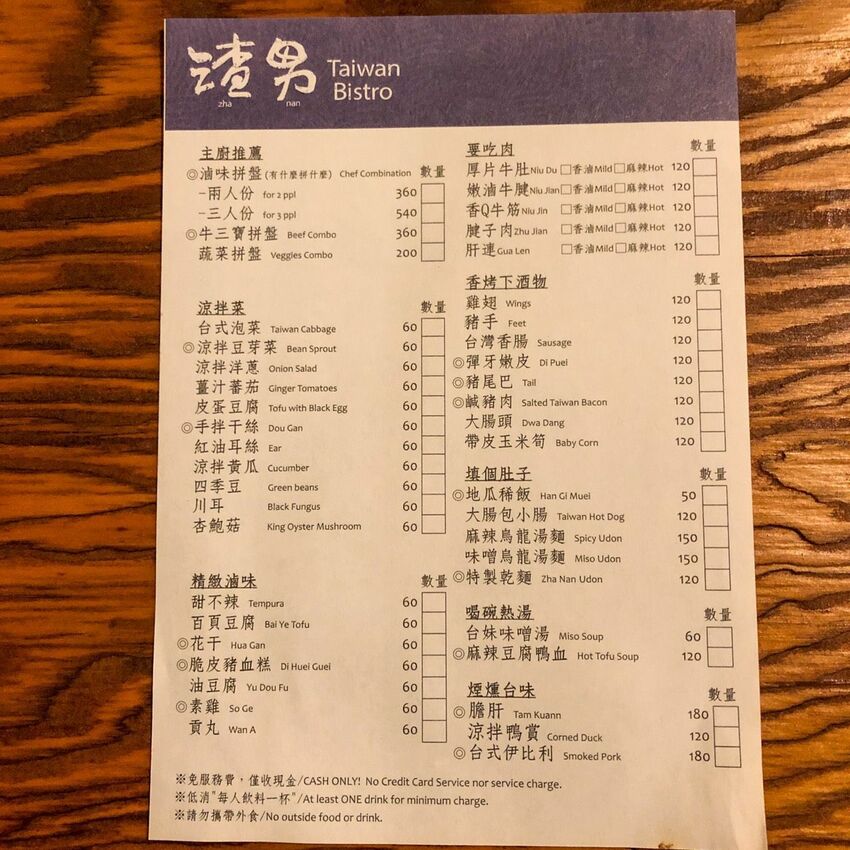 渣男
zha nan
Taiwan
Bistro
主廚推薦
◎滷味拼盤(有什麼拼什麼) Chef Combination 數量
-兩人份 for 2 ppl 360
-三人份 for 3 ppl 540
◎牛三寶拼盤 Beef Combo 360
蔬菜拼盤 Veggies Combo 200
涼拌菜 數量
台式泡菜 Taiwan Cabbage 60
◎涼拌豆芽菜 Bean Sprout 60
涼拌洋蔥 Onion Salad 60
薑汁蕃茄 Ginger Tomatoes 60
皮蛋豆腐 Tofu with Black Egg 60
◎手拌干絲 Dou Gan 60
紅油耳絲 Ear 60
涼拌黃瓜 Cucumber 60
四季豆 Green beans 60
川耳 Black Fungus 60
杏鮑菇 King Oyster Mushroom 60
精緻滷味 數量
甜不辣 Tempura 60
百頁豆腐 Bai Ye Tofu 60
◎花干 Hua Gan 60
◎脆皮豬血糕 Di Huei Guei 60
油豆腐 Yu Dou Fu 60
◎素雞 So Ge 60
貢丸 Wan A 60
要吃肉 數量
厚片牛肚Niu Du □香滷Mild□麻辣Hot 120
嫩滷牛腱Niu Jian□香滷Mild□麻辣Hot 120
香Q牛筋Niu Jin □香滷Mild□麻辣Hot 120
腱子肉Zhu Jian □香滷Mild□麻辣Hot 120
肝連Gua Len □香滷Mild□麻辣Hot 120
香烤下酒物 數量
雞翅 Wings 120
豬手 Feet 120
台灣香腸 Sausage 120
◎彈牙嫩皮 Di Puei 120
◎豬尾巴 Tail 120
◎鹹豬肉 Salted Taiwan Bacon 120
大腸頭 Dwa Dang 120
帶皮玉米筍 Baby Corn 120
填個肚子 數量
◎地瓜稀飯 Han Gi Muei 50
大腸包小腸 Taiwan Hot Dog 120
麻辣烏龍湯麵 Spicy Udon 150
味噌烏龍湯麵 Miso Udon 150
◎特製乾麵 Zha Nan Udon 120
喝碗熱湯 數量
台妹味噌湯 Miso Soup 60
◎麻辣豆腐鴨血 Hot Tofu Soup 120
煙燻台味 數量
◎膽肝 Tam Kuann 180
涼拌鴨賞 Corned Duck 120
◎台式伊比利 Smoked Pork 180
※免服務費，僅收現金/CASH ONLY! No Credit Card Service nor service charge.
※低消"每人飲料一杯"/At least ONE drink for minimum charge.
※請勿攜帶外食/No outside food or drink.